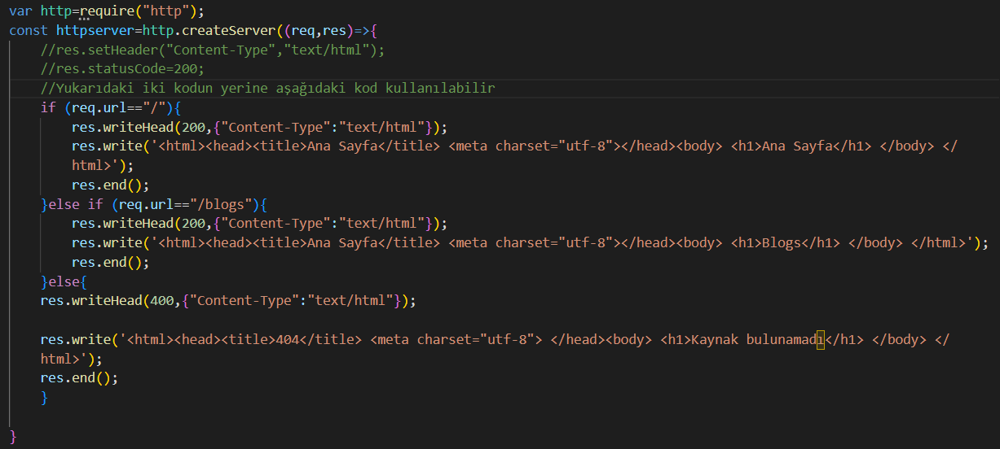 var http=require("http");
const httpserver=http.createServer((req,res)=>{
    //res.setHeader("Content-Type","text/html");
    //res.statusCode=200;
    //Yukarıdaki iki kodun yerine aşağıdaki kod kullanılabilir
    if (req.url=="/"){
        res.writeHead(200,{"Content-Type":"text/html"});
        res.write('<html><head><title>Ana Sayfa</title> <meta charset="utf-8"></head><body> <h1>Ana Sayfa</h1> </body> </
        html>');
        res.end();
    }else if (req.url=="/blogs"){
        res.writeHead(200,{"Content-Type":"text/html"});
        res.write('<html><head><title>Ana Sayfa</title> <meta charset="utf-8"></head><body> <h1>Blogs</h1> </body> </html>');
        res.end();
    }else{
    res.writeHead(400,{"Content-Type":"text/html"});
    res.write('<html><head><title>404</title> <meta charset="utf-8"> </head><body> <h1>Kaynak bulunamadı</h1> </body> </
    html>');
    res.end();
    }
}